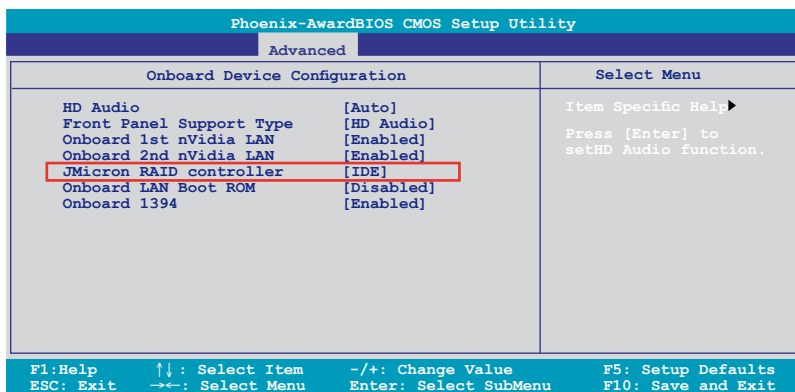 Phoenix-AwardBIOS CMOS Setup Utility
Advanced
Onboard Device Configuration
Select Menu
HD Audio [Auto]
Front Panel Support Type [HD Audio]
Onboard 1st nVidia LAN [Enabled]
Onboard 2nd nVidia LAN [Enabled]
JMicron RAID controller [IDE]
Onboard LAN Boot ROM [Disabled]
Onboard 1394 [Enabled]
Item Specific Help▶
Press [Enter] to
setHD Audio function.
F1:Help ↑↓: Select Item -/+: Change Value F5: Setup Defaults
ESC: Exit →←: Select Menu Enter: Select SubMenu F10: Save and Exit